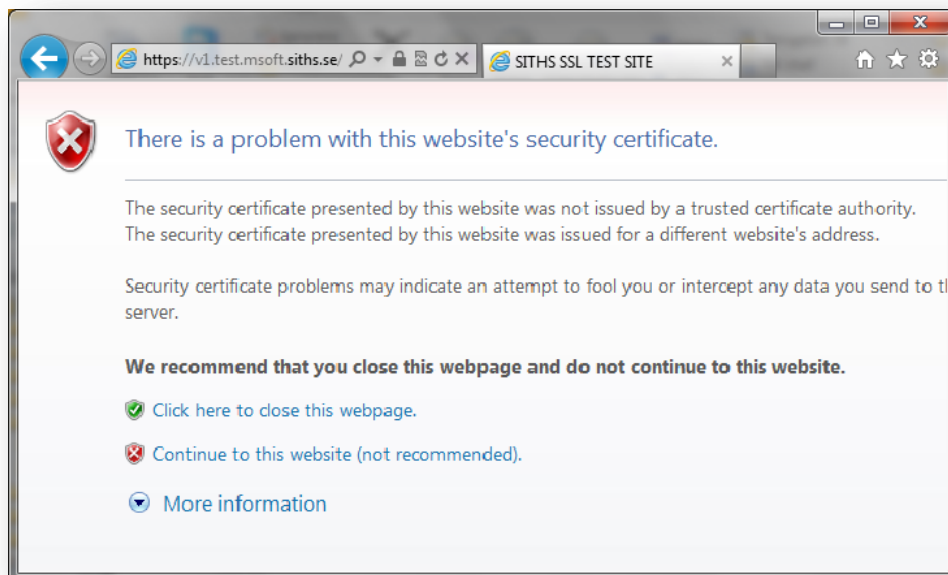 https://v1.test.msoft.siths.se/
SITHS SSL TEST SITE
There is a problem with this website's security certificate.
The security certificate presented by this website was not issued by a trusted certificate authority.
The security certificate presented by this website was issued for a different website's address.
Security certificate problems may indicate an attempt to fool you or intercept any data you send to
server.
We recommend that you close this webpage and do not continue to this website.
Click here to close this webpage.
Continue to this website (not recommended).
More information